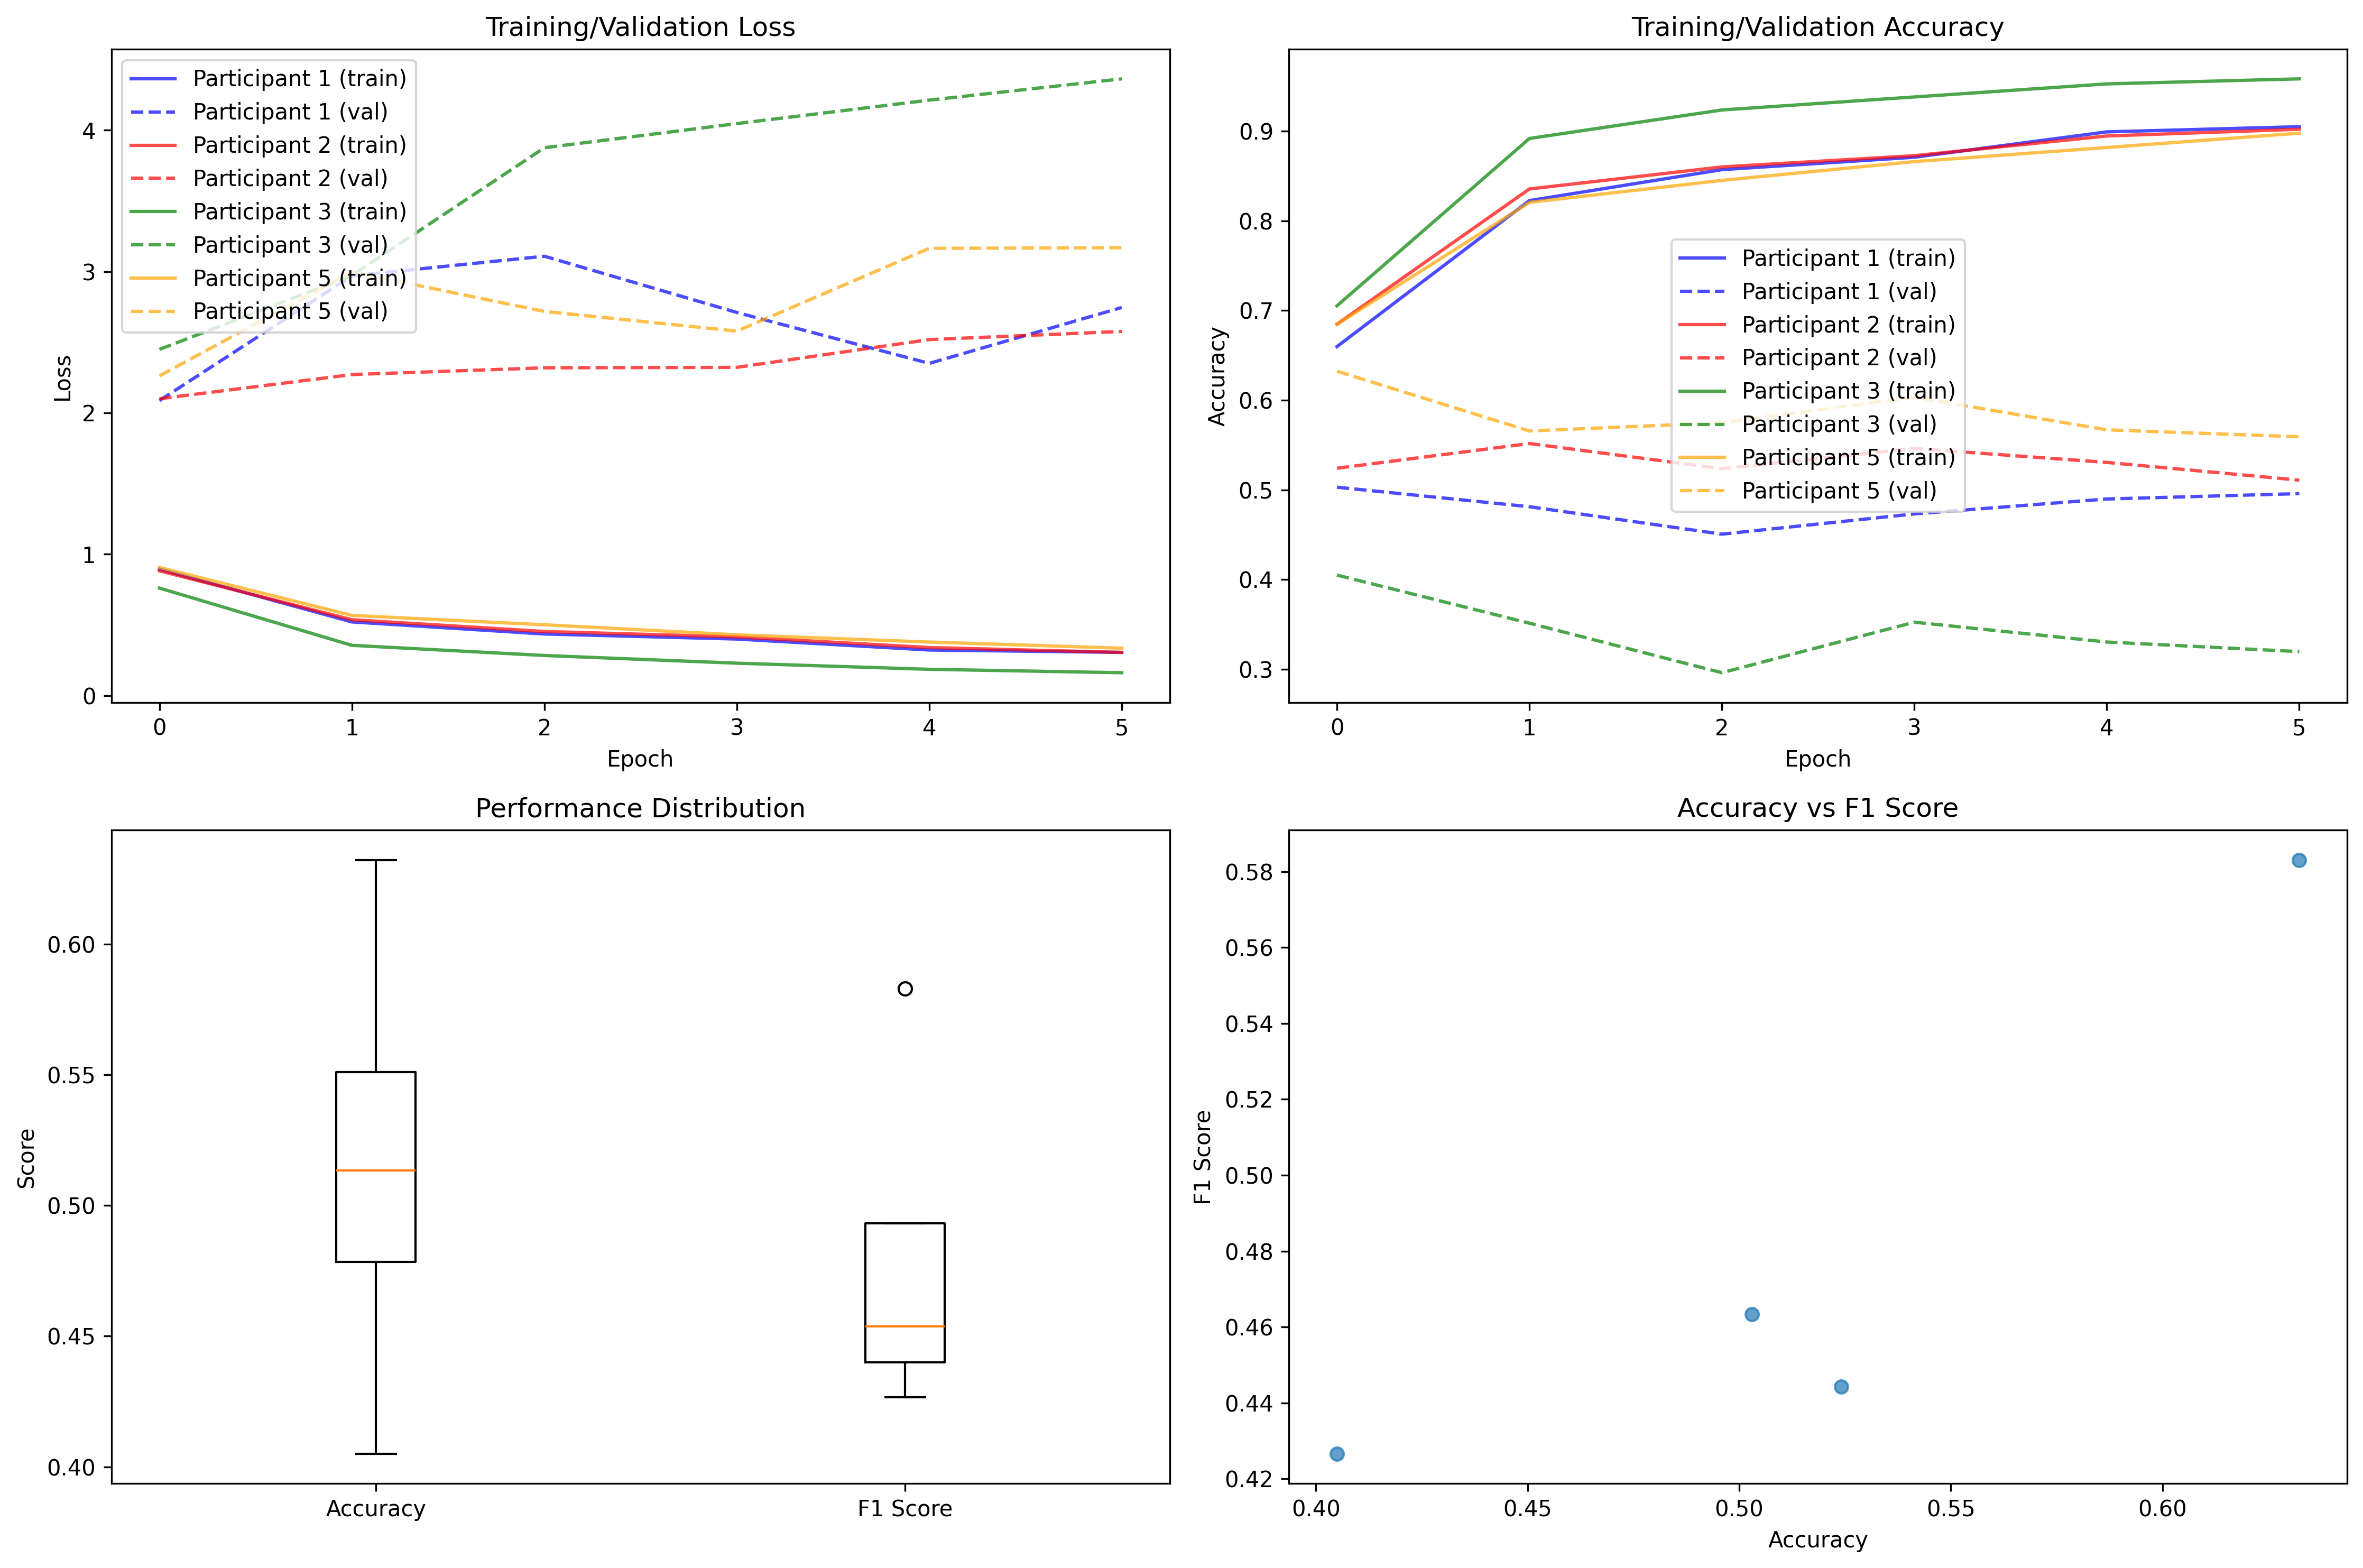 Training/Validation Loss
Loss
4
3
2
1
0
Participant 1 (train)
Participant 1 (val)
Participant 2 (train)
Participant 2 (val)
Participant 3 (train)
Participant 3 (val)
Participant 5 (train)
Participant 5 (val)
0 1 2 3 4 5
Epoch
Training/Validation Accuracy
Accuracy
0.9
0.8
0.7
0.6
0.5
0.4
0.3
Participant 1 (train)
Participant 1 (val)
Participant 2 (train)
Participant 2 (val)
Participant 3 (train)
Participant 3 (val)
Participant 5 (train)
Participant 5 (val)
0 1 2 3 4 5
Epoch
Performance Distribution
Score
0.60
0.55
0.50
0.45
0.40
Accuracy F1 Score
Accuracy vs F1 Score
F1 Score
0.58
0.56
0.54
0.52
0.50
0.48
0.46
0.44
0.42
0.40 0.45 0.50 0.55 0.60
Accuracy